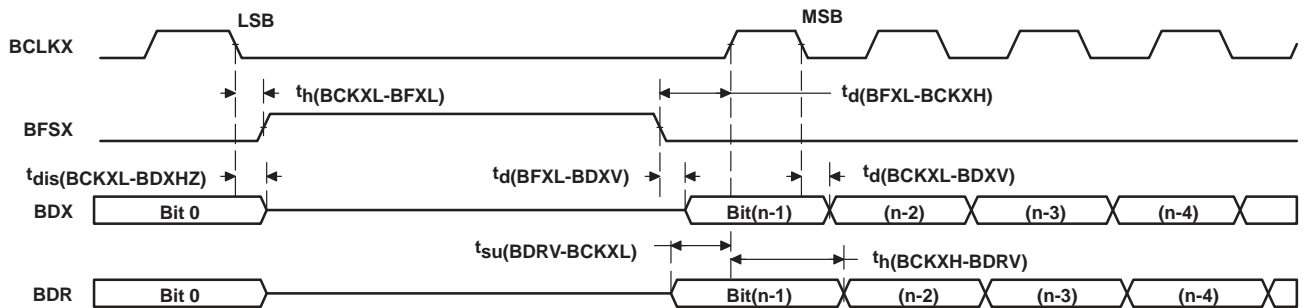 LSB MSB
BCLKX
th(BCKXL-BFXL) td(BFXL-BCKXH)
BFSX
tdis(BCKXL-BDXHZ) td(BFXL-BDXV) td(BCKXL-BDXV)
BDX Bit 0 Bit(n-1) (n-2) (n-3) (n-4)
tsu(BDRV-BCKXL) th(BCKXH-BDRV)
BDR Bit 0 Bit(n-1) (n-2) (n-3) (n-4)